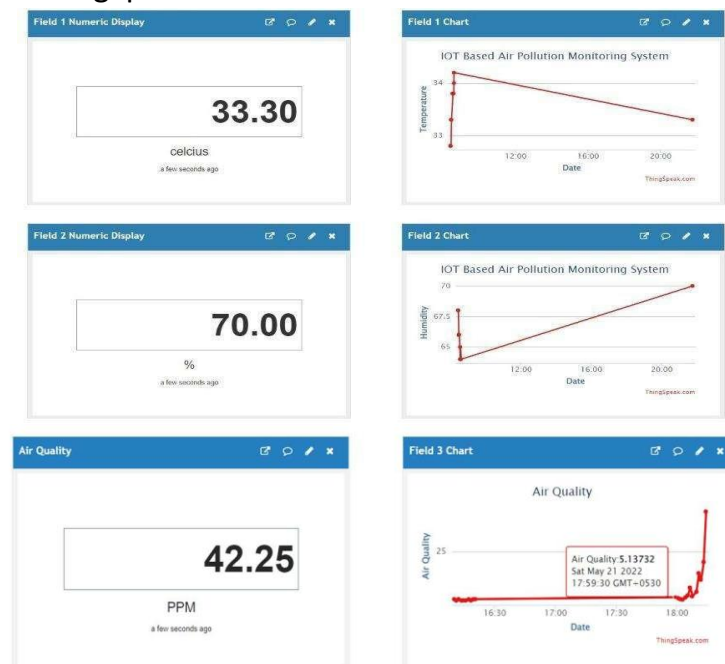 Field 1 Numeric Display
33.30
celcius
a few seconds ago
Field 1 Chart
IOT Based Air Pollution Monitoring System
Temperature
34
33
12:00 16:00 20:00
Date
ThingSpeak.com
Field 2 Numeric Display
70.00
%
a few seconds ago
Field 2 Chart
IOT Based Air Pollution Monitoring System
Humidity
70
67.5
65
12:00 16:00 20:00
Date
ThingSpeak.com
Air Quality
42.25
PPM
a few seconds ago
Field 3 Chart
Air Quality
Air Quality
25
Air Quality:5.13732
Sat May 21 2022
17:59:30 GMT+0530
16:30 17:00 17:30 18:00
Date
ThingSpeak.com